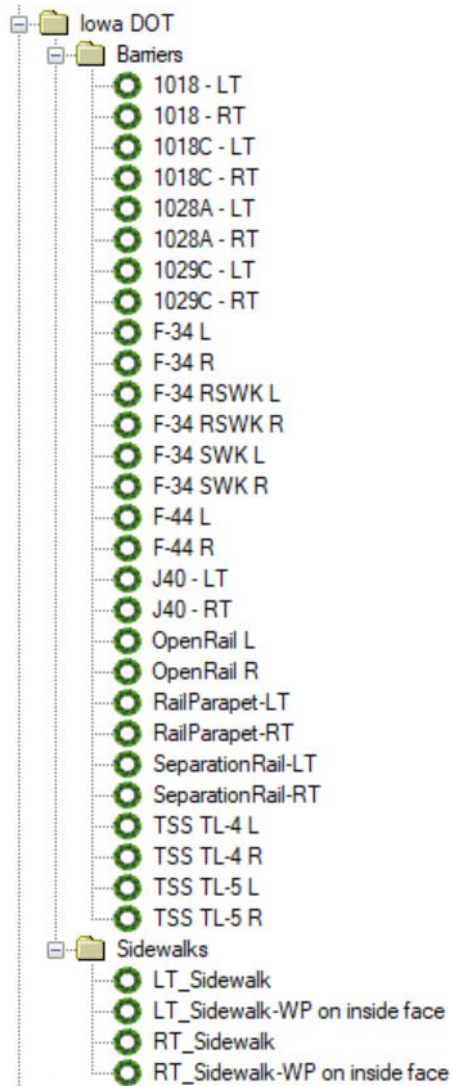 Iowa DOT
Barriers
1018 - LT
1018 - RT
1018C - LT
1018C - RT
1028A - LT
1028A - RT
1029C - LT
1029C - RT
F-34 L
F-34 R
F-34 RSWK L
F-34 RSWK R
F-34 SWK L
F-34 SWK R
F-44 L
F-44 R
J40 - LT
J40 - RT
OpenRail L
OpenRail R
RailParapet-LT
RailParapet-RT
SeparationRail-LT
SeparationRail-RT
TSS TL-4 L
TSS TL-4 R
TSS TL-5 L
TSS TL-5 R
Sidewalks
LT_Sidewalk
LT_Sidewalk-WP on inside face
RT_Sidewalk
RT_Sidewalk-WP on inside face